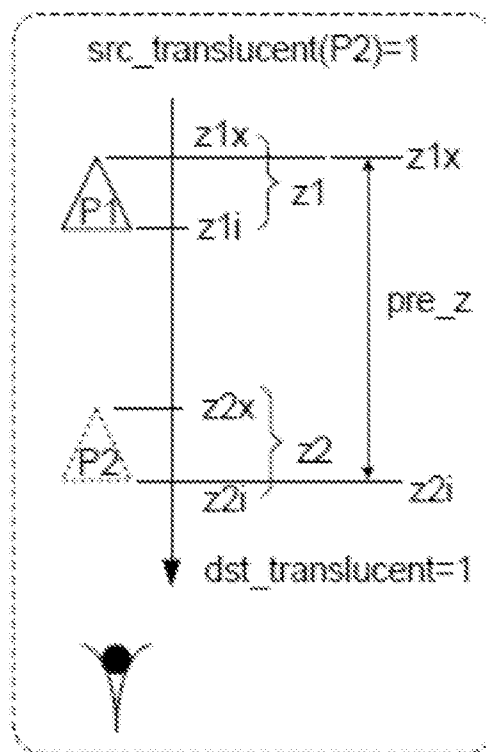 src_translucent(P2)=1
z1x
z1x
z1
P1
z1i
pre_z
z2x
z2
P2
z2i
z2i
dst_translucent=1